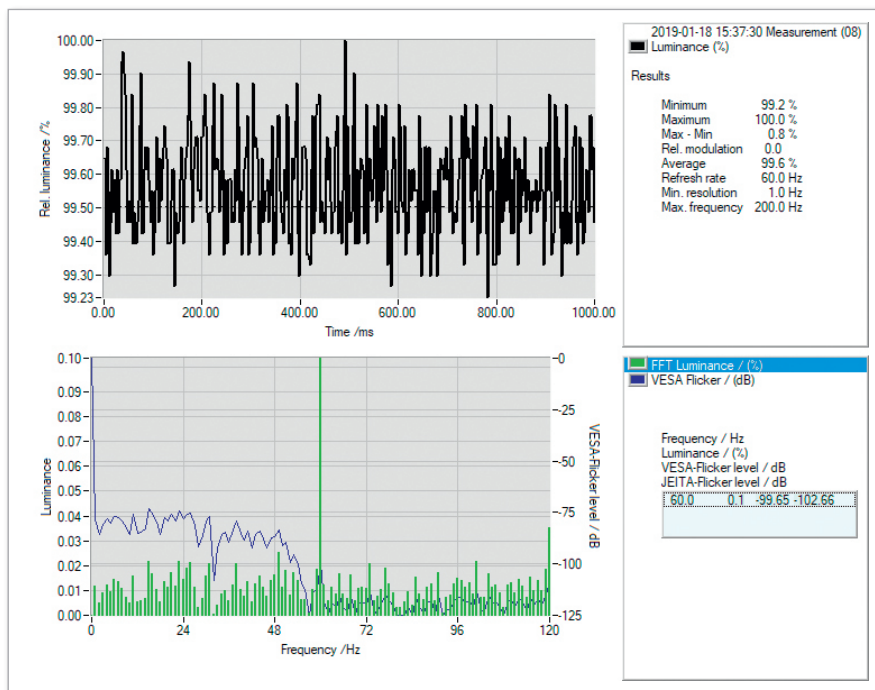 100.00
99.90
99.80
99.70
99.60
99.50
99.40
99.30
99.23
Rel. luminance /%
0.00 200.00 400.00 600.00 800.00 1000.00
Time /ms
2019-01-18 15:37:30 Measurement (08)
Luminance (%)
Results
Minimum 99.2 %
Maximum 100.0 %
Max - Min 0.8 %
Rel. modulation 0.0
Average 99.6 %
Refresh rate 60.0 Hz
Min. resolution 1.0 Hz
Max. frequency 200.0 Hz
0.10
0.09
0.08
0.07
0.06
0.05
0.04
0.03
0.02
0.01
0.00
Luminance
0 24 48 72 96 120
Frequency /Hz
-0
-25
-50
-75
-100
-125
VESA-Flicker level / dB
FFT Luminance / (%)
VESA Flicker / (dB)
Frequency / Hz
Luminance / (%)
VESA-Flicker level / dB
JEITA-Flicker level / dB
60.0 0.1 -99.65 -102.66